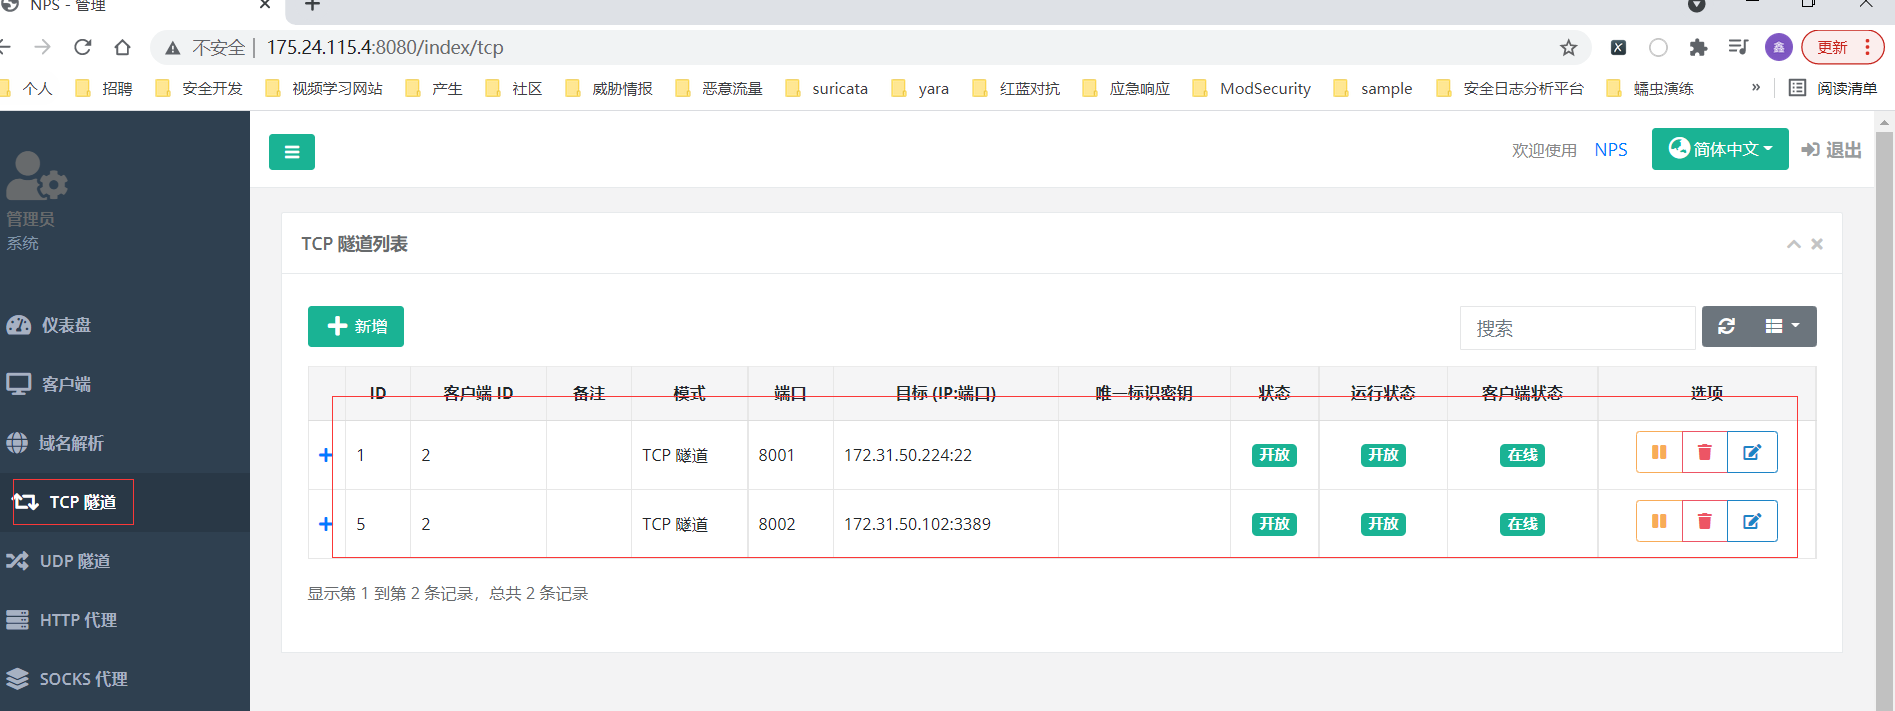 NPS - 管理
不安全 175.24.115.4:8080/index/tcp 鑫 更新
个人 招聘 安全开发 视频学习网站 产生 社区 威胁情报 恶意流量 suricata yara 红蓝对抗 应急响应 ModSecurity sample 安全日志分析平台 蠕虫演练 » 阅读清单
欢迎使用 NPS 简体中文 退出
管理员
系统
仪表盘
客户端
域名解析
TCP 隧道
UDP 隧道
HTTP 代理
SOCKS 代理
TCP 隧道列表
新增 搜索
ID 客户端 ID 备注 模式 端口 目标 (IP:端口) 唯一标识密钥 状态 运行状态 客户端状态 选项
1 2 TCP 隧道 8001 172.31.50.224:22 开放 开放 在线
5 2 TCP 隧道 8002 172.31.50.102:3389 开放 开放 在线
显示第 1 到第 2 条记录，总共 2 条记录